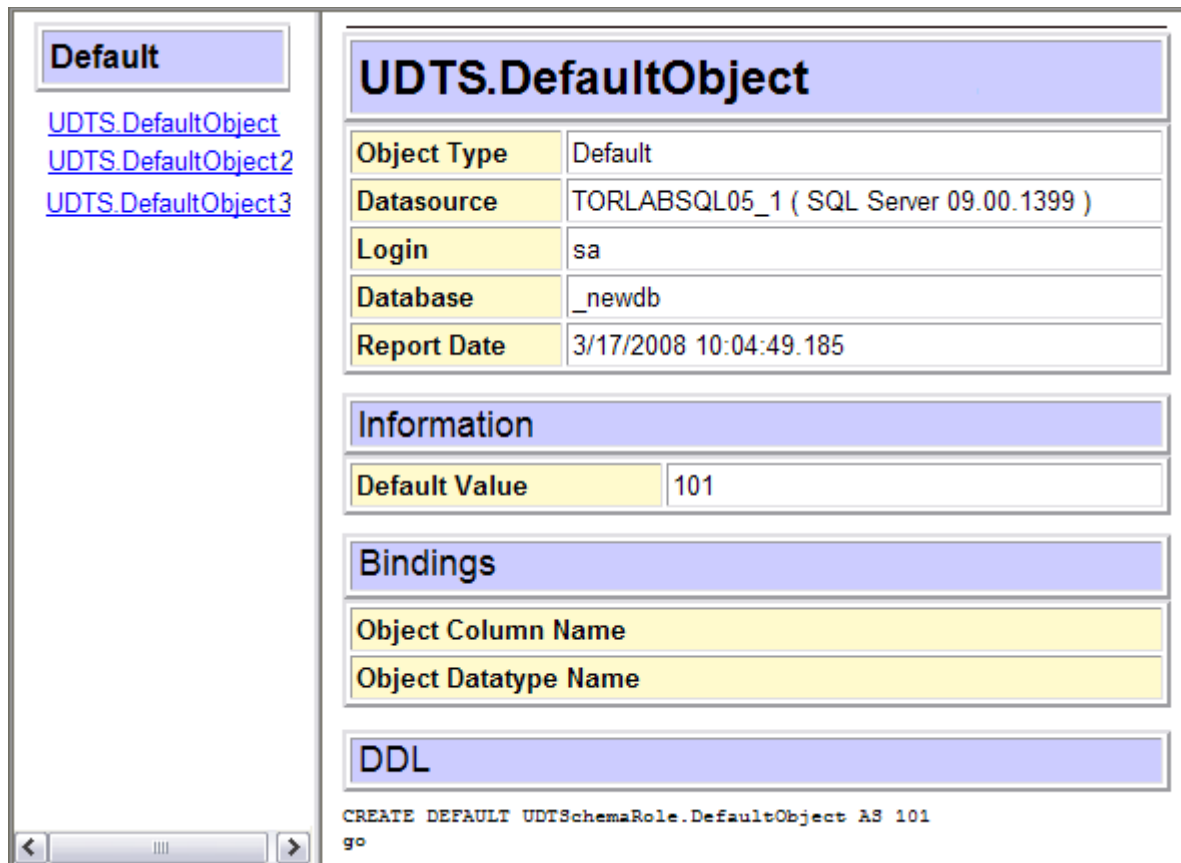 Default
UDTS.DefaultObject
UDTS.DefaultObject2
UDTS.DefaultObject3
UDTS.DefaultObject
Object Type Default
Datasource TORLABSQL05_1 ( SQL Server 09.00.1399 )
Login sa
Database _newdb
Report Date 3/17/2008 10:04:49.185
Information
Default Value 101
Bindings
Object Column Name
Object Datatype Name
DDL
CREATE DEFAULT UDTSchemaRole.DefaultObject AS 101
go